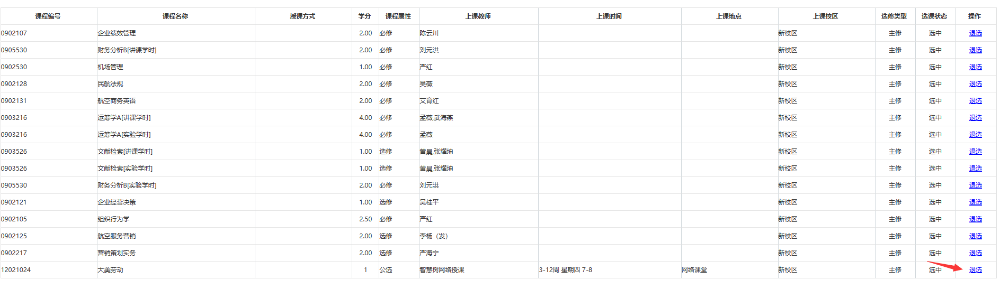 课程编号 课程名称 授课方式 学分 课程属性 上课教师 上课时间 上课地点 上课校区 选修类型 选课状态 操作
0902107 企业绩效管理 2.00 必修 陈云川 新校区 主修 选中 退选
0905530 财务分析B[讲课学时] 2.00 必修 刘元洪 新校区 主修 选中 退选
0902530 机场管理 1.00 必修 严红 新校区 主修 选中 退选
0902128 民航法规 2.00 必修 吴薇 新校区 主修 选中 退选
0902131 航空商务英语 2.00 必修 艾育红 新校区 主修 选中 退选
0903216 运筹学A[讲课学时] 4.00 必修 孟薇,武海燕 新校区 主修 选中 退选
0903216 运筹学A[实验学时] 4.00 必修 孟薇 新校区 主修 选中 退选
0903526 文献检索[讲课学时] 1.00 选修 黄晨,张耀坤 新校区 主修 选中 退选
0903526 文献检索[实验学时] 1.00 选修 黄晨,张耀坤 新校区 主修 选中 退选
0905530 财务分析B[实验学时] 2.00 必修 刘元洪 新校区 主修 选中 退选
0902121 企业经营决策 1.00 选修 吴桂平 新校区 主修 选中 退选
0902105 组织行为学 2.50 必修 严红 新校区 主修 选中 退选
0902125 航空服务营销 2.00 选修 李杨（发） 新校区 主修 选中 退选
0902217 营销策划实务 2.00 选修 严海宁 新校区 主修 选中 退选
12021024 大美劳动 1 公选 智慧树网络授课 3-12周 星期四 7-8 网络课堂 新校区 主修 选中 退选